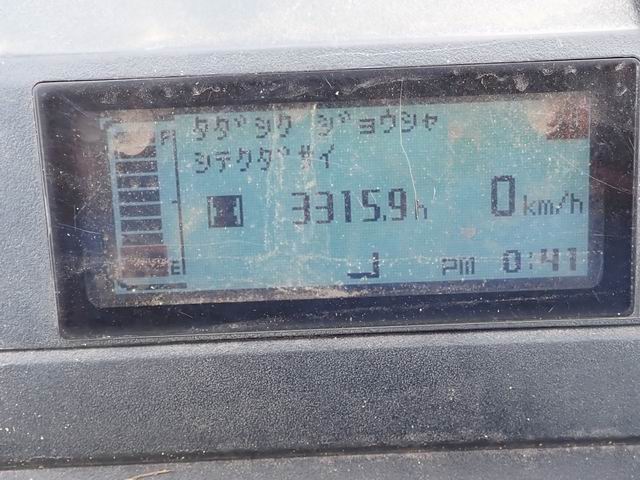 タダシク ジョウシャ
シテクダサイ
F
3315.9h
0km/h
E
PM 0:41